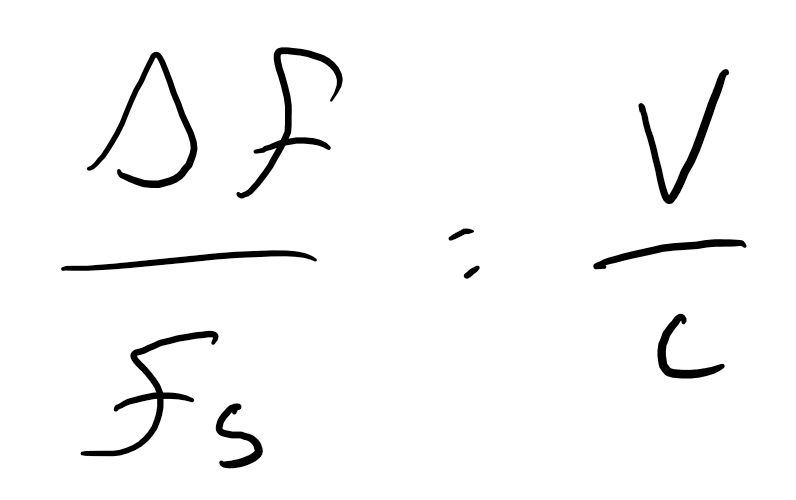 ΔF/Fs = V/c